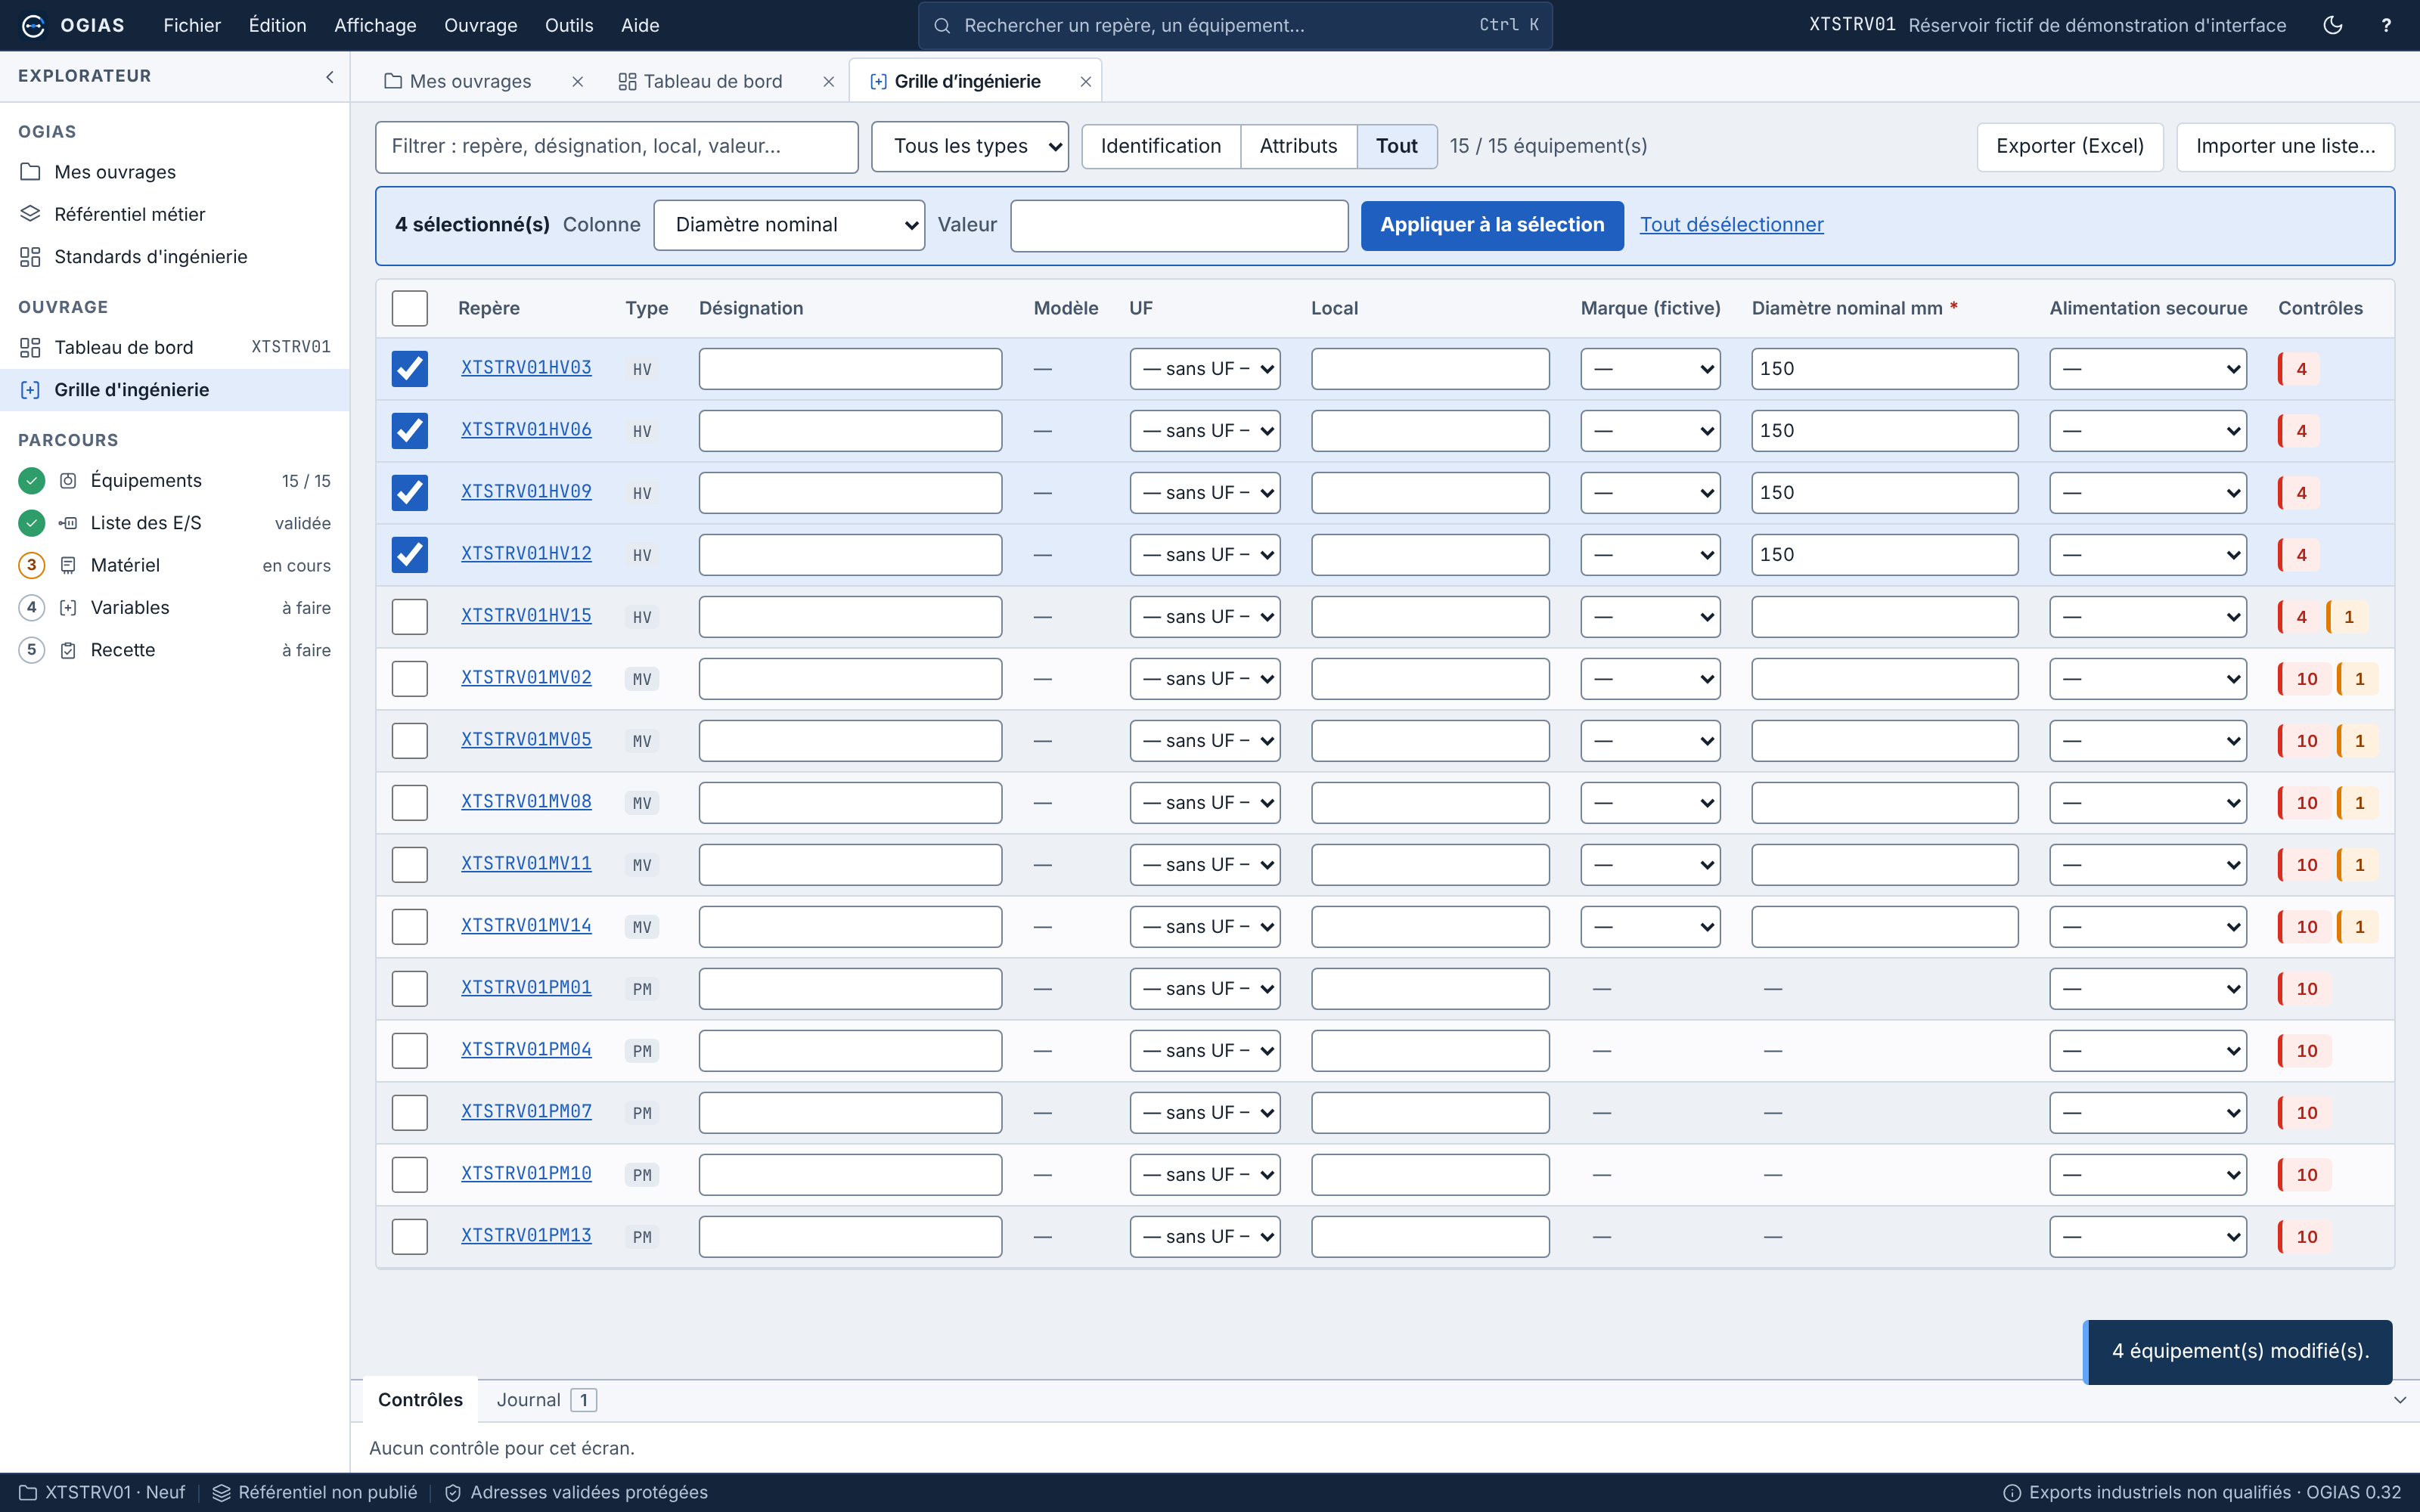 OGIAS Fichier Édition Affichage Ouvrage Outils Aide Rechercher un repère, un équipement... Ctrl K XTSTRV01 Réservoir fictif de démonstration d'interface ?
EXPLORATEUR
OGIAS
Mes ouvrages
Référentiel métier
Standards d'ingénierie
OUVRAGE
Tableau de bord XTSTRV01
Grille d'ingénierie
PARCOURS
Équipements 15 / 15
Liste des E/S validée
3 Matériel en cours
4 Variables à faire
5 Recette à faire
Mes ouvrages Tableau de bord Grille d'ingénierie
Filtrer : repère, désignation, local, valeur... Tous les types Identification Attributs Tout 15 / 15 équipement(s) Exporter (Excel) Importer une liste...
4 sélectionné(s) Colonne Diamètre nominal Valeur Appliquer à la sélection Tout désélectionner
Repère Type Désignation Modèle UF Local Marque (fictive) Diamètre nominal mm * Alimentation secourue Contrôles
XTSTRV01HV03 HV — — sans UF – — 150 — 4
XTSTRV01HV06 HV — — sans UF – — 150 — 4
XTSTRV01HV09 HV — — sans UF – — 150 — 4
XTSTRV01HV12 HV — — sans UF – — 150 — 4
XTSTRV01HV15 HV — — sans UF – — — 4 1
XTSTRV01MV02 MV — — sans UF – — — 10 1
XTSTRV01MV05 MV — — sans UF – — — 10 1
XTSTRV01MV08 MV — — sans UF – — — 10 1
XTSTRV01MV11 MV — — sans UF – — — 10 1
XTSTRV01MV14 MV — — sans UF – — — 10 1
XTSTRV01PM01 PM — — sans UF – — — — 10
XTSTRV01PM04 PM — — sans UF – — — — 10
XTSTRV01PM07 PM — — sans UF – — — — 10
XTSTRV01PM10 PM — — sans UF – — — — 10
XTSTRV01PM13 PM — — sans UF – — — — 10
4 équipement(s) modifié(s).
Contrôles Journal 1
Aucun contrôle pour cet écran.
XTSTRV01 · Neuf Référentiel non publié Adresses validées protégées Exports industriels non qualifiés · OGIAS 0.32